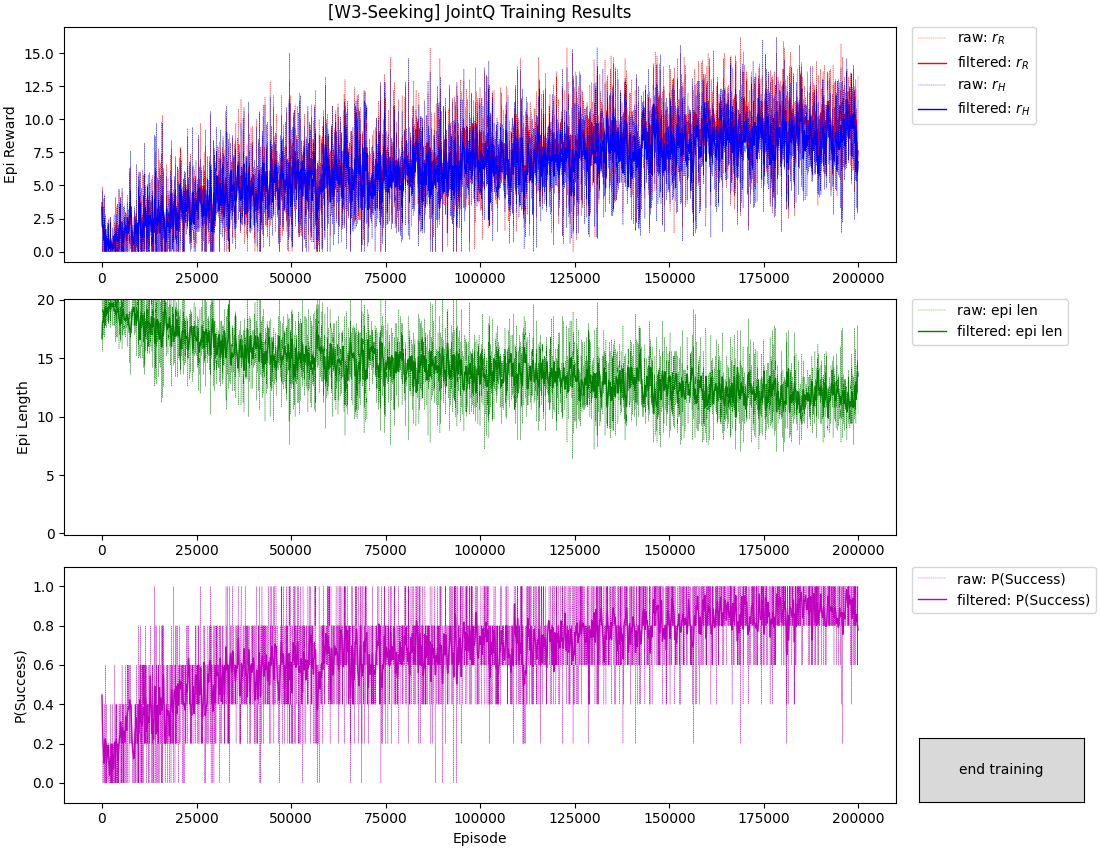 [W3-Seeking] JointQ Training Results
Epi Reward
15.0
12.5
10.0
7.5
5.0
2.5
0.0
0 25000 50000 75000 100000 125000 150000 175000 200000
raw: r_R
filtered: r_R
raw: r_H
filtered: r_H
Epi Length
20
15
10
5
0
0 25000 50000 75000 100000 125000 150000 175000 200000
raw: epi len
filtered: epi len
P(Success)
1.0
0.8
0.6
0.4
0.2
0.0
0 25000 50000 75000 100000 125000 150000 175000 200000
Episode
raw: P(Success)
filtered: P(Success)
end training